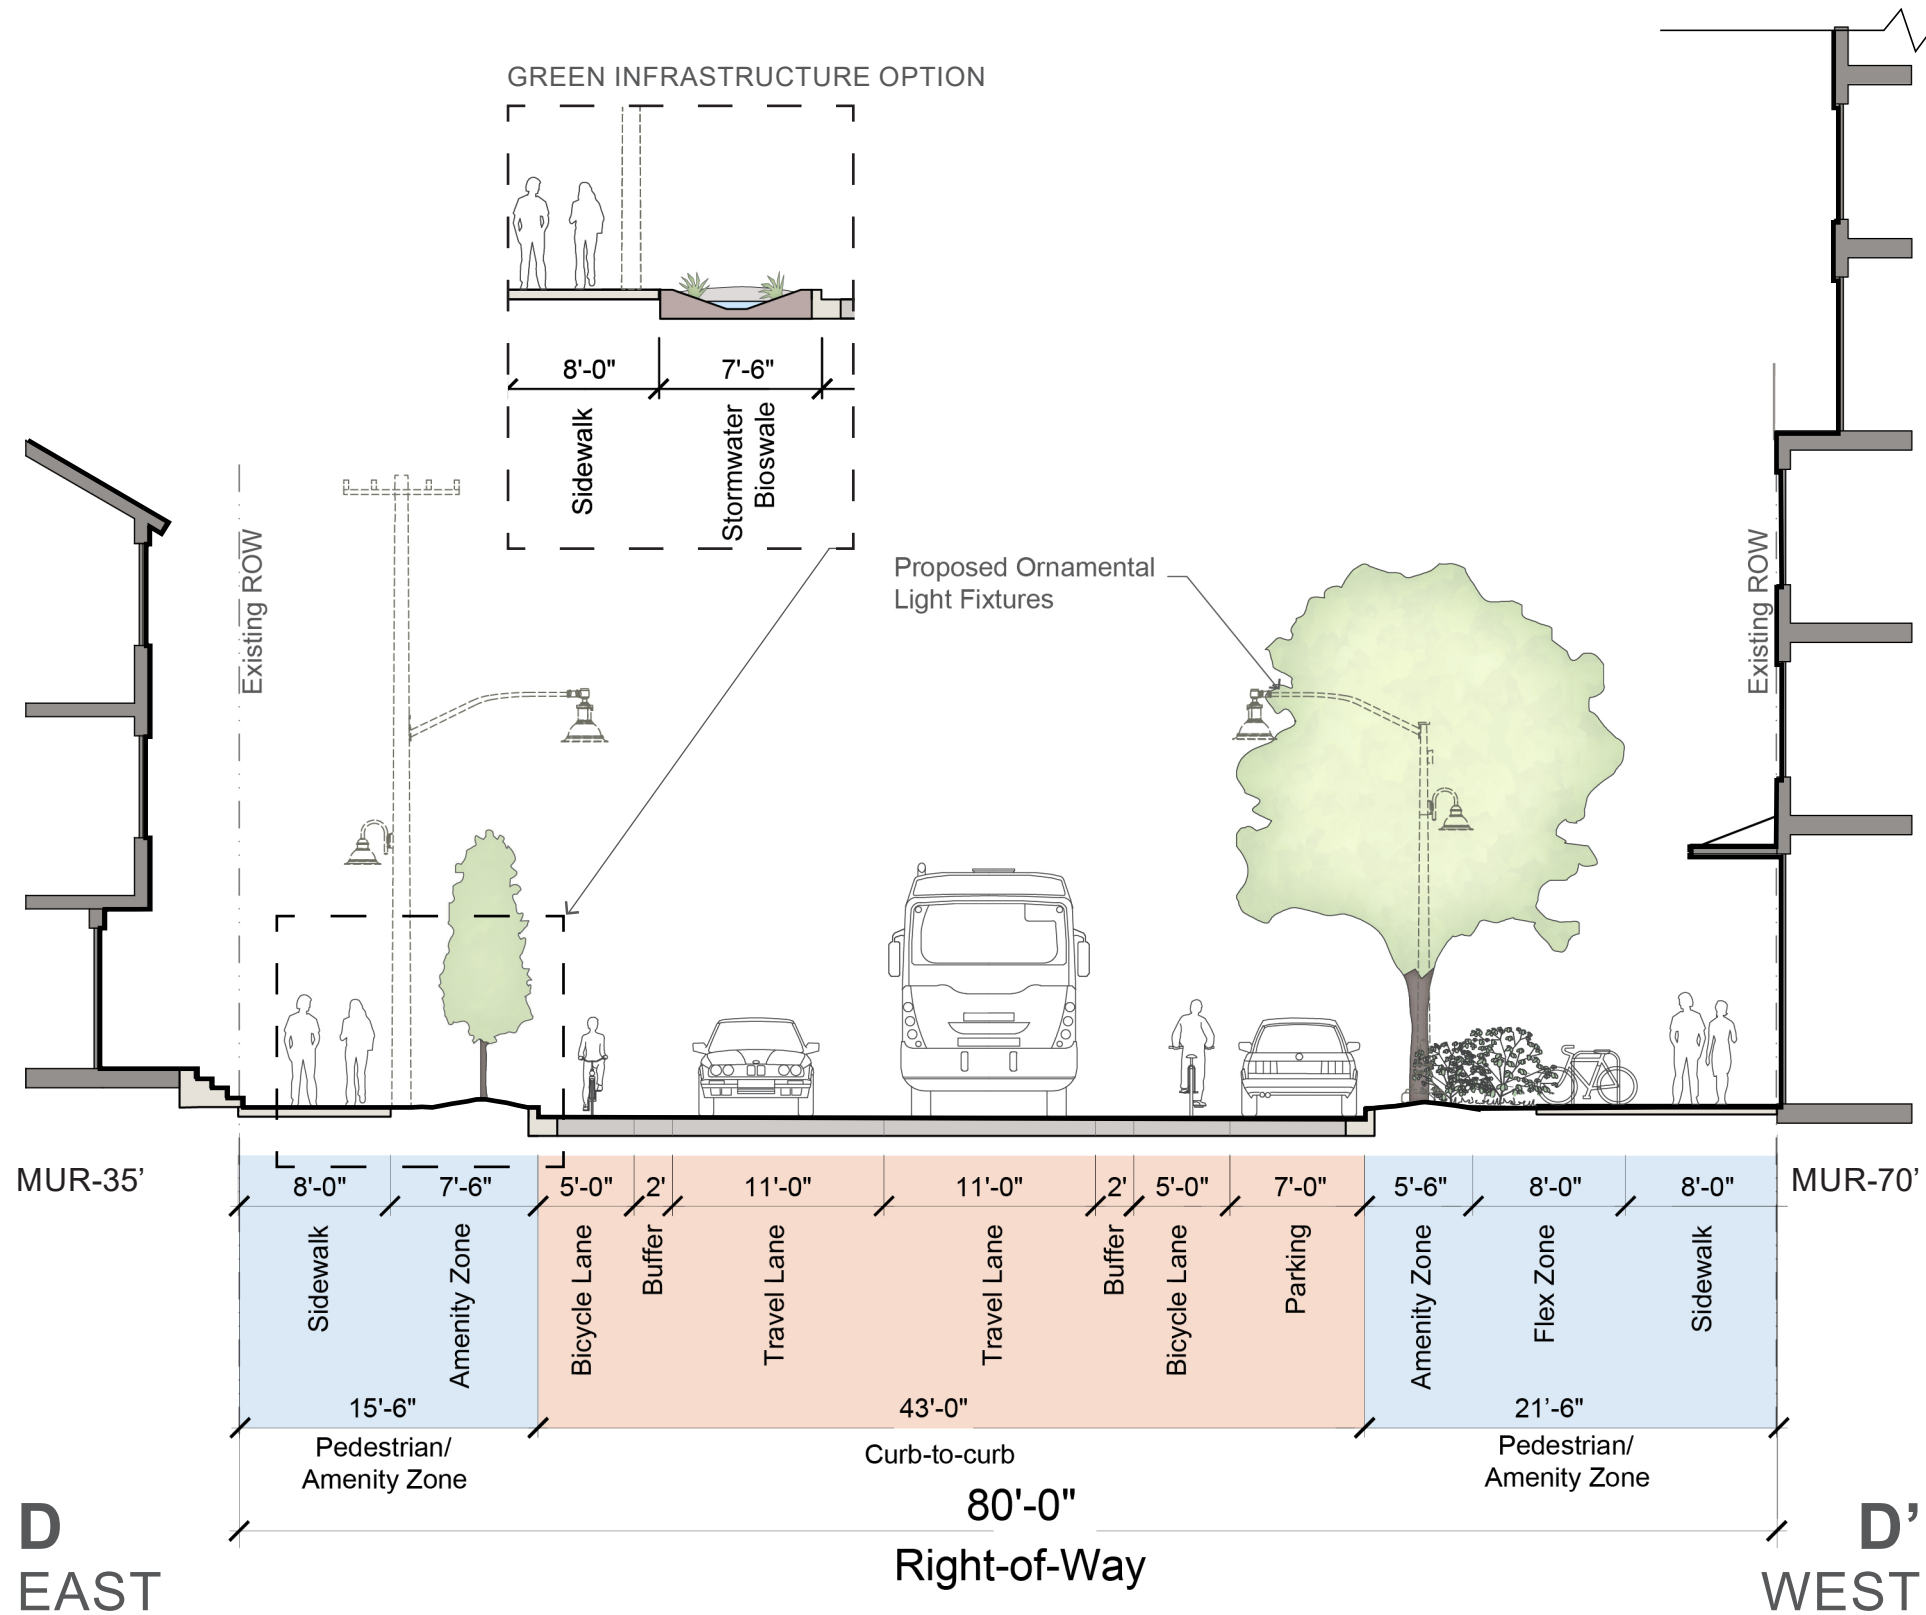 GREEN INFRASTRUCTURE OPTION
8'-0"
7'-6"
Sidewalk
Stormwater
Bioswale
Existing ROW
Proposed Ornamental
Light Fixtures
Existing ROW
MUR-35’
8'-0"
7'-6"
5'-0"
2'
11'-0"
11'-0"
2'
5'-0"
7'-0"
5'-6"
8'-0"
8'-0"
MUR-70’
Sidewalk
Amenity Zone
Bicycle Lane
Buffer
Travel Lane
Travel Lane
Buffer
Bicycle Lane
Parking
Amenity Zone
Flex Zone
Sidewalk
15'-6"
43'-0"
21’-6"
Pedestrian/
Amenity Zone
Curb-to-curb
Pedestrian/
Amenity Zone
80'-0"
Right-of-Way
D
EAST
D’
WEST